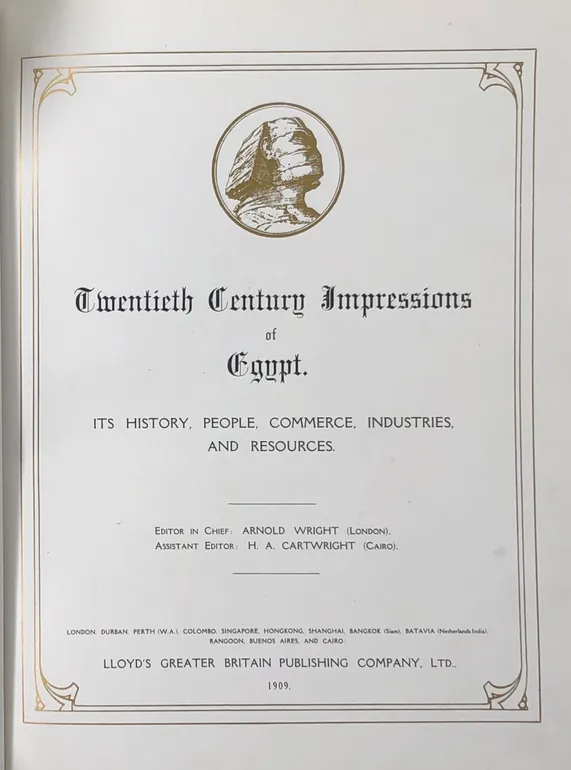 Twentieth Century Impressions
of
Egypt.
ITS HISTORY, PEOPLE, COMMERCE, INDUSTRIES,
AND RESOURCES.
EDITOR IN CHIEF: ARNOLD WRIGHT (LONDON).
ASSISTANT EDITOR: H. A. CARTWRIGHT (CAIRO).
LONDON, DURBAN, PERTH (W.A.), COLOMBO, SINGAPORE, HONGKONG, SHANGHAI, BANGKOK (Siam), BATAVIA (Netherlands India),
RANGOON, BUENOS AIRES, AND CAIRO:
LLOYD'S GREATER BRITAIN PUBLISHING COMPANY, LTD.,
1909.